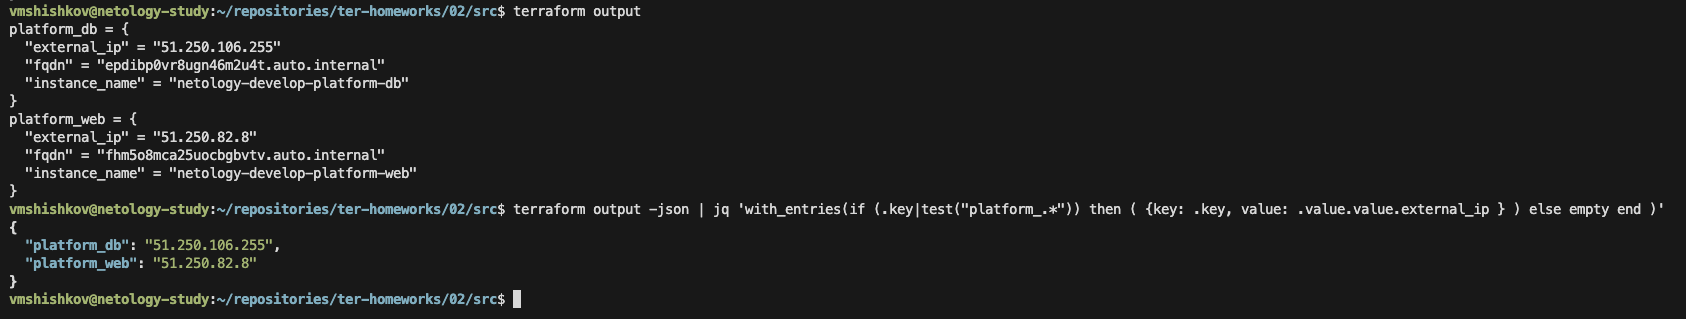 vmshishkov@netology-study:~/repositories/ter-homeworks/02/src$ terraform output
platform_db = {
  "external_ip" = "51.250.106.255"
  "fqdn" = "epdibp0vr8ugn46m2u4t.auto.internal"
  "instance_name" = "netology-develop-platform-db"
}
platform_web = {
  "external_ip" = "51.250.82.8"
  "fqdn" = "fhm5o8mca25uocbgbvtv.auto.internal"
  "instance_name" = "netology-develop-platform-web"
}
vmshishkov@netology-study:~/repositories/ter-homeworks/02/src$ terraform output -json | jq 'with_entries(if (.key|test("platform_.*")) then ( {key: .key, value: .value.value.external_ip } ) else empty end )'
{
  "platform_db": "51.250.106.255",
  "platform_web": "51.250.82.8"
}
vmshishkov@netology-study:~/repositories/ter-homeworks/02/src$